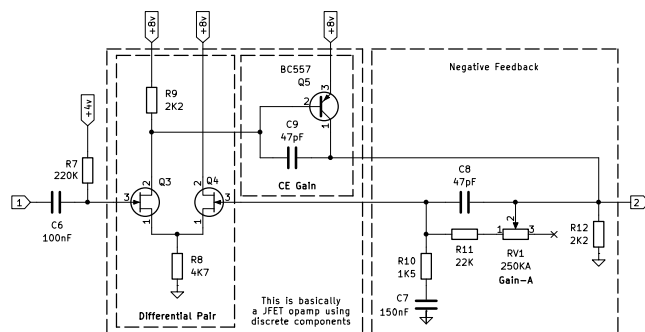 +8v
+8v
+8v
BC557
Q5
Negative Feedback
R9
2K2
3
2
1
+4v
C9
47pF
C8
47pF
R7
220K
Q3
Q4
CE Gain
2
2
1
3
3
2
2
C6
100nF
1
1
1
3
R12
2K2
R8
4K7
R10
1K5
R11
22K
RV1
250KA
Gain-A
C7
150nF
Differential Pair
This is basically
a JFET opamp using
discrete components